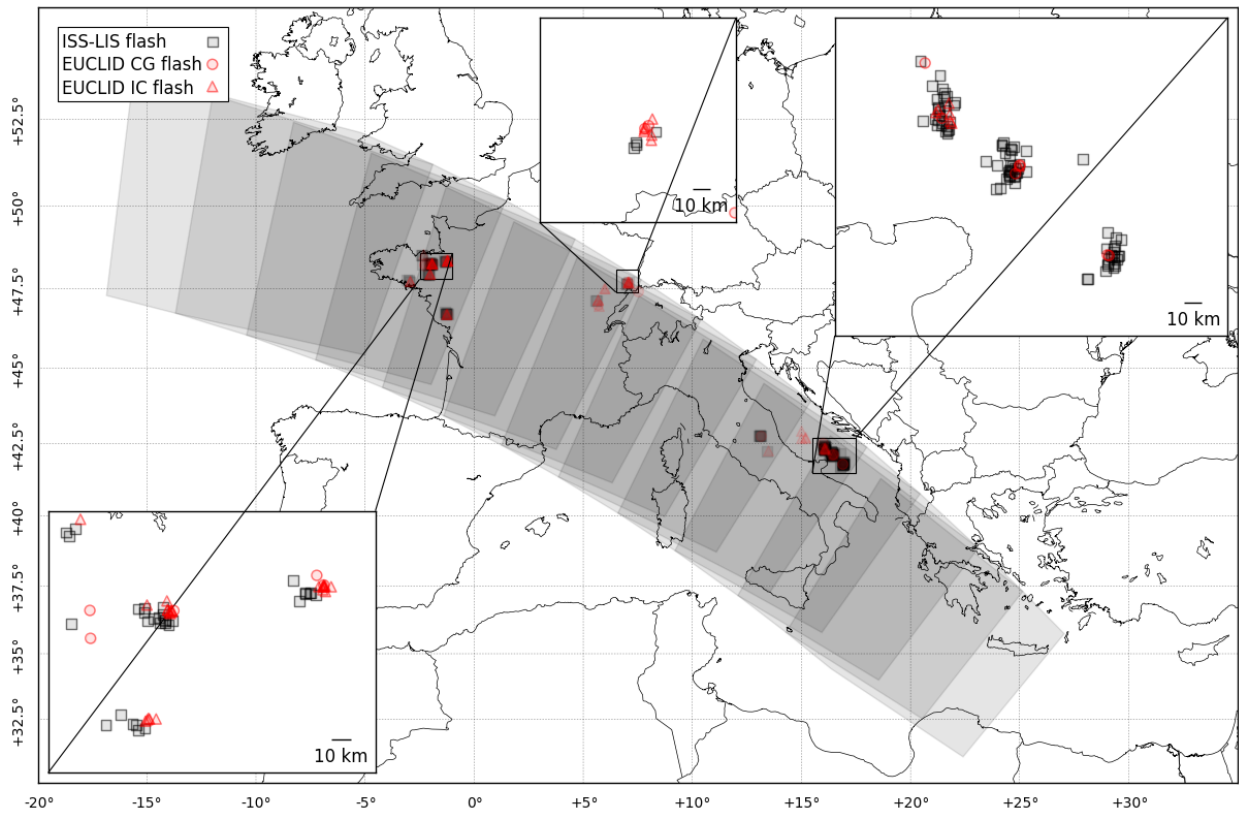 ISS-LIS flash
EUCLID CG flash
EUCLID IC flash
10 km
10 km
10 km
+52.5°
+50°
+47.5°
+45°
+42.5°
+40°
+37.5°
+35°
+32.5°
-20° -15° -10° -5° 0° +5° +10° +15° +20° +25° +30°